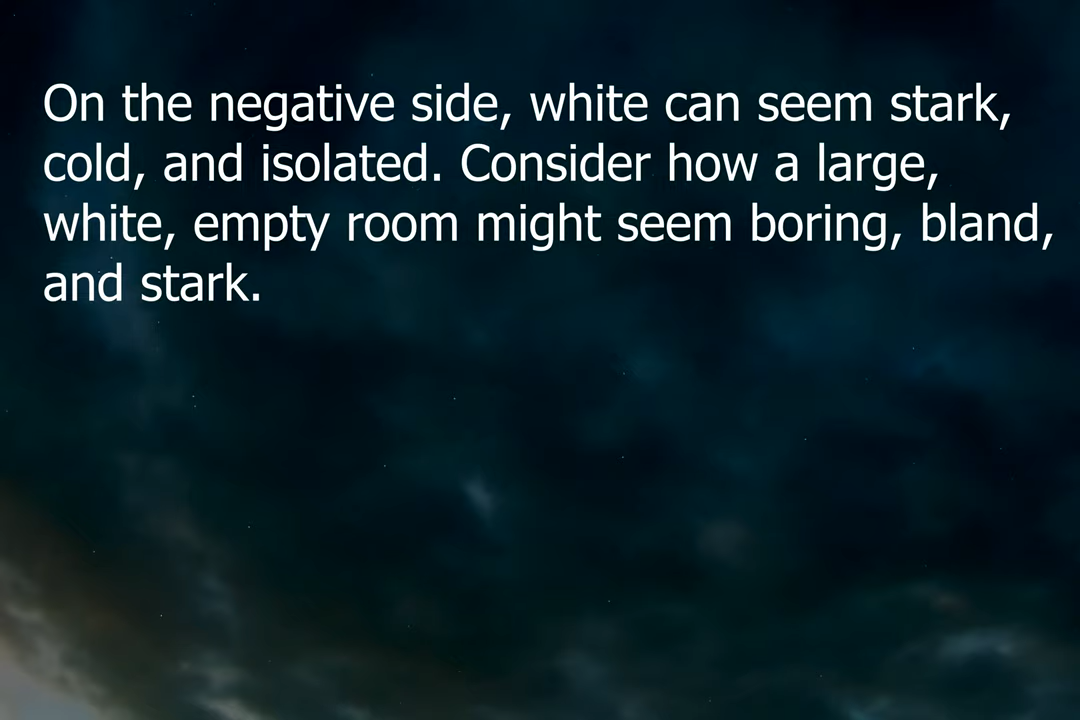 On the negative side, white can seem stark,
cold, and isolated. Consider how a large,
white, empty room might seem boring, bland,
and stark.